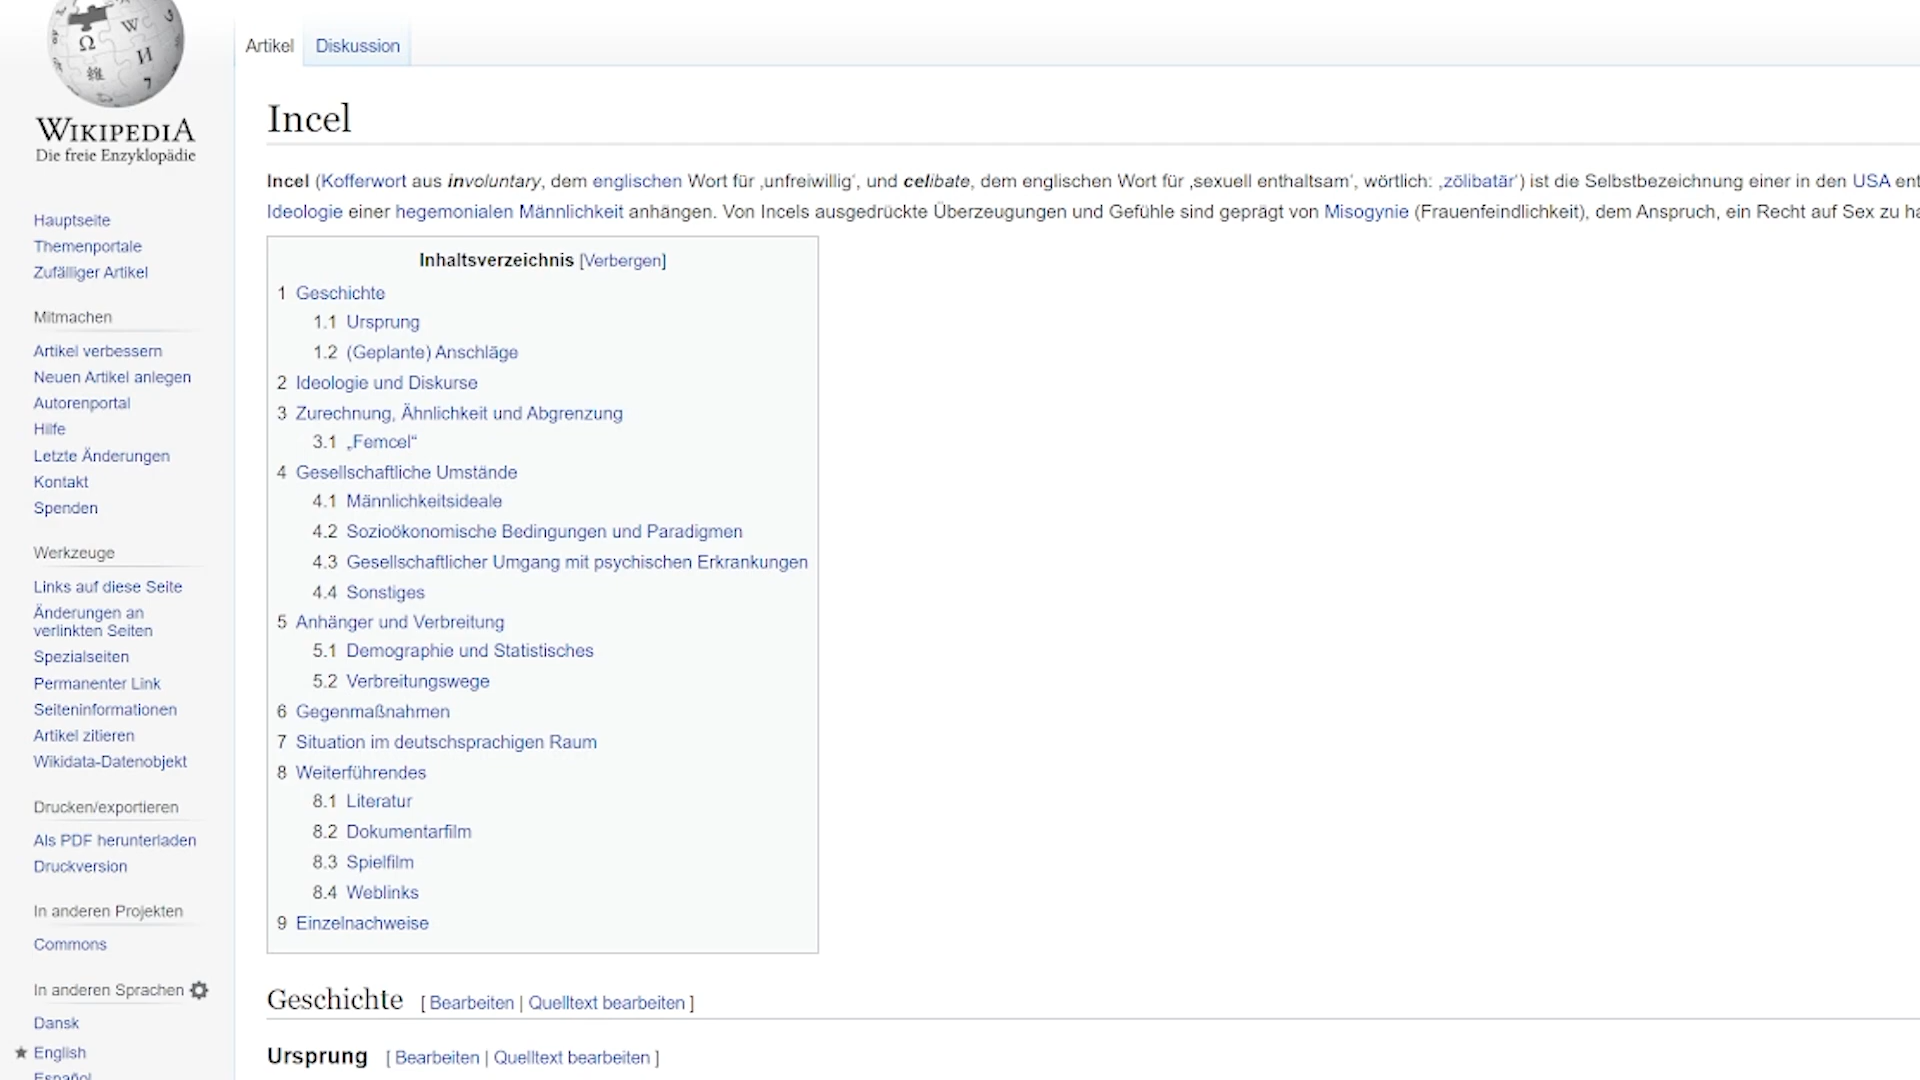 WIKIPEDIA
Die freie Enzyklopädie
Hauptseite
Themenportale
Zufälliger Artikel
Mitmachen
Artikel verbessern
Neuen Artikel anlegen
Autorenportal
Hilfe
Letzte Änderungen
Kontakt
Spenden
Werkzeuge
Links auf diese Seite
Änderungen an
verlinkten Seiten
Spezialseiten
Permanenter Link
Seiteninformationen
Artikel zitieren
Wikidata-Datenobjekt
Drucken/exportieren
Als PDF herunterladen
Druckversion
In anderen Projekten
Commons
In anderen Sprachen
Dansk
English
Español
Artikel Diskussion
Incel
Incel (Kofferwort aus involuntary, dem englischen Wort für ‚unfreiwillig‘, und celibate, dem englischen Wort für ‚sexuell enthaltsam‘, wörtlich: ‚zölibatär‘) ist die Selbstbezeichnung einer in den USA
Ideologie einer hegemonialen Männlichkeit anhängen. Von Incels ausgedrückte Überzeugungen und Gefühle sind geprägt von Misogynie (Frauenfeindlichkeit), dem Anspruch, ein Recht auf Sex zu
Inhaltsverzeichnis [Verbergen]
1 Geschichte
1.1 Ursprung
1.2 (Geplante) Anschläge
2 Ideologie und Diskurse
3 Zurechnung, Ähnlichkeit und Abgrenzung
3.1 „Femcel“
4 Gesellschaftliche Umstände
4.1 Männlichkeitsideale
4.2 Sozioökonomische Bedingungen und Paradigmen
4.3 Gesellschaftlicher Umgang mit psychischen Erkrankungen
4.4 Sonstiges
5 Anhänger und Verbreitung
5.1 Demographie und Statistisches
5.2 Verbreitungswege
6 Gegenmaßnahmen
7 Situation im deutschsprachigen Raum
8 Weiterführendes
8.1 Literatur
8.2 Dokumentarfilm
8.3 Spielfilm
8.4 Weblinks
9 Einzelnachweise
Geschichte [ Bearbeiten | Quelltext bearbeiten ]
Ursprung [ Bearbeiten | Quelltext bearbeiten ]